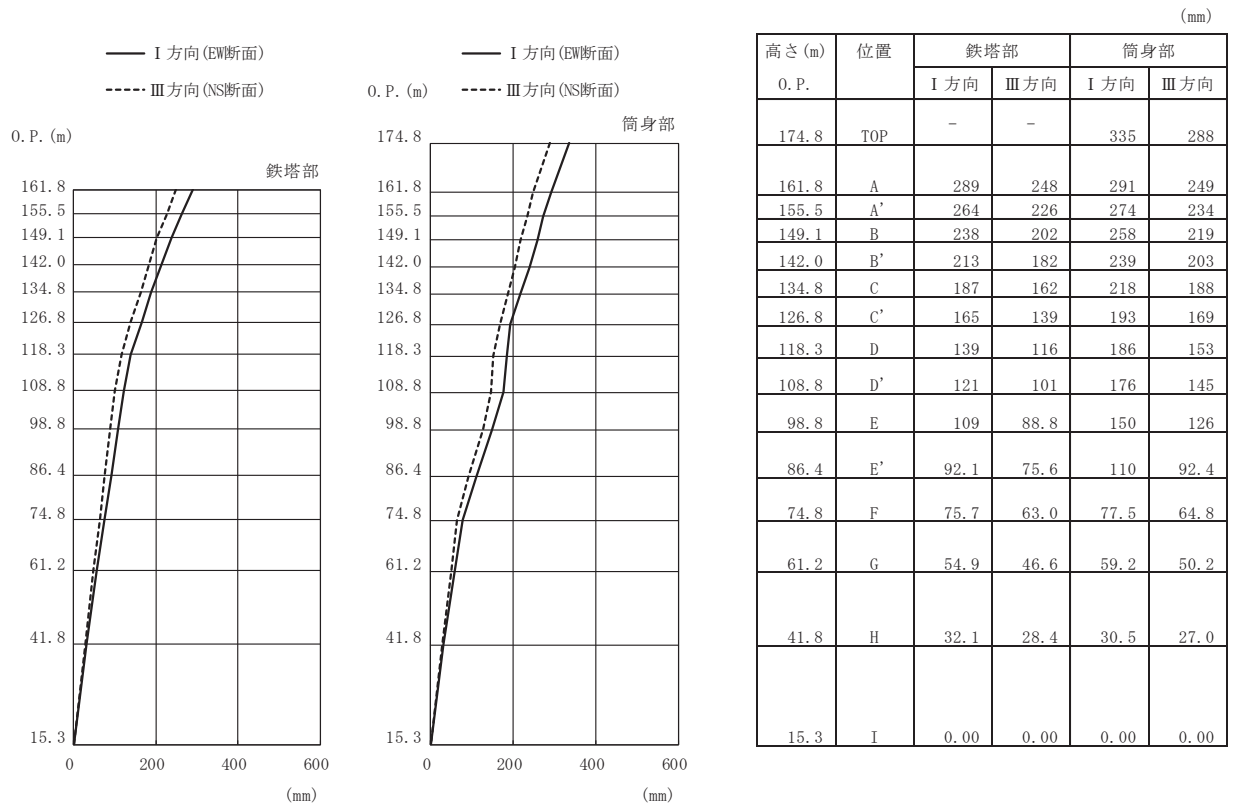 — Ⅰ方向(EW断面)
---- Ⅲ方向(NS断面)
O.P.(m)
鉄塔部
161.8
155.5
149.1
142.0
134.8
126.8
118.3
108.8
98.8
86.4
74.8
61.2
41.8
15.3
0 200 400 600
(mm)
— Ⅰ方向(EW断面)
---- Ⅲ方向(NS断面)
O.P.(m)
筒身部
174.8
161.8
155.5
149.1
142.0
134.8
126.8
118.3
108.8
98.8
86.4
74.8
61.2
41.8
15.3
0 200 400 600
(mm)
(mm)
高さ(m) 位置 鉄塔部 筒身部
O.P. Ⅰ方向 Ⅲ方向 Ⅰ方向 Ⅲ方向
174.8 TOP － － 335 288
161.8 A 289 248 291 249
155.5 A' 264 226 274 234
149.1 B 238 202 258 219
142.0 B' 213 182 239 203
134.8 C 187 162 218 188
126.8 C' 165 139 193 169
118.3 D 139 116 186 153
108.8 D' 121 101 176 145
98.8 E 109 88.8 150 126
86.4 E' 92.1 75.6 110 92.4
74.8 F 75.7 63.0 77.5 64.8
61.2 G 54.9 46.6 59.2 50.2
41.8 H 32.1 28.4 30.5 27.0
15.3 I 0.00 0.00 0.00 0.00